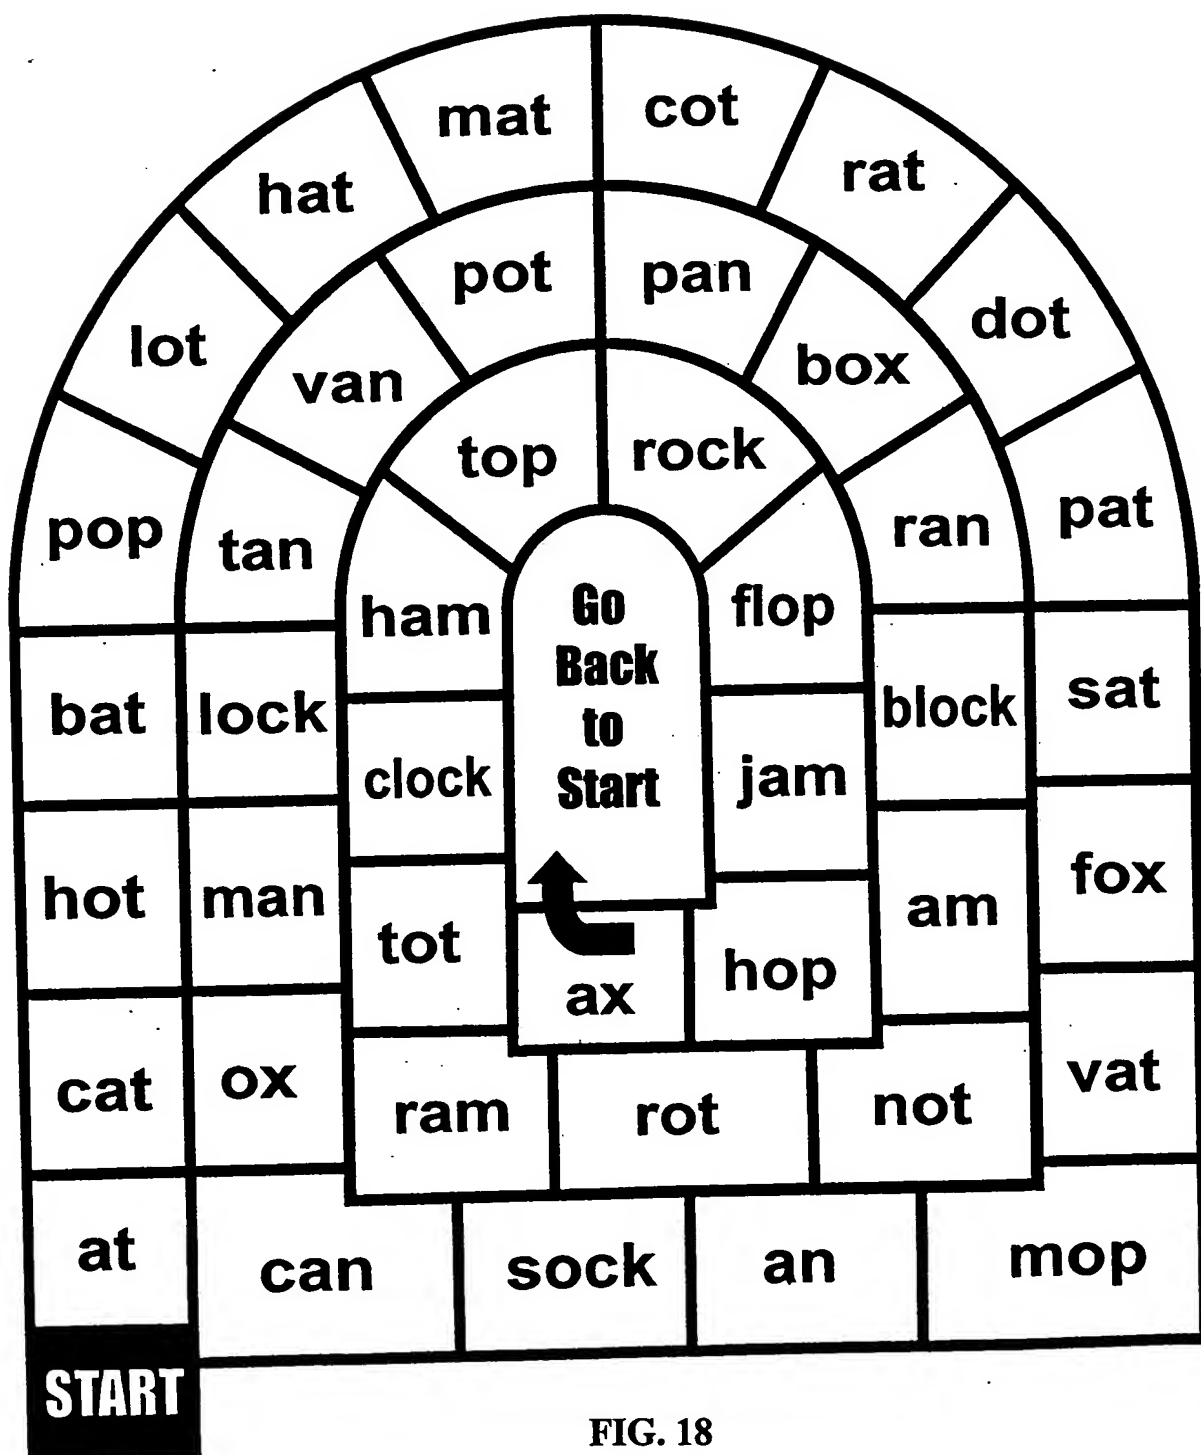 mat
cot
hat
rat
pot
pan
lot
dot
van
box
top
rock
pop
tan
ran
pat
ham
Go
Back
to
Start
flop
bat
lock
clock
jam
block
sat
hot
man
tot
am
fox
ax
hop
cat
ox
ram
rot
not
vat
at
can
sock
an
mop
START
FIG. 18